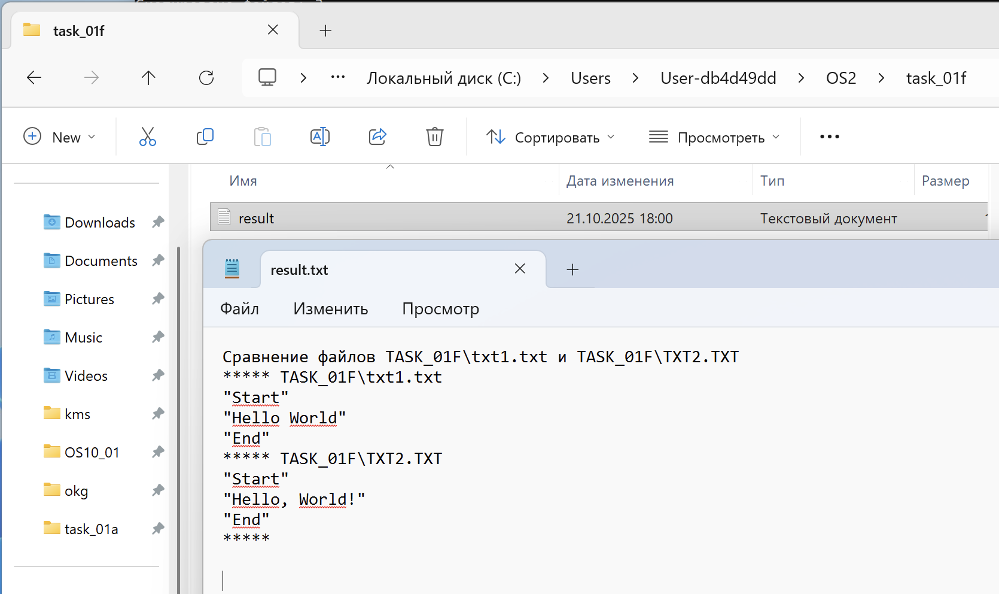 task_01f
Локальный диск (C:) > Users > User-db4d49dd > OS2 > task_01f
New
Сортировать
Просмотреть
Имя
Дата изменения
Тип
Размер
result
21.10.2025 18:00
Текстовый документ
Downloads
Documents
Pictures
Music
Videos
kms
OS10_01
okg
task_01a
result.txt
Файл
Изменить
Просмотр
Сравнение файлов TASK_01F\txt1.txt и TASK_01F\TXT2.TXT
***** TASK_01F\txt1.txt
"Start"
"Hello World"
"End"
***** TASK_01F\TXT2.TXT
"Start"
"Hello, World!"
"End"
*****